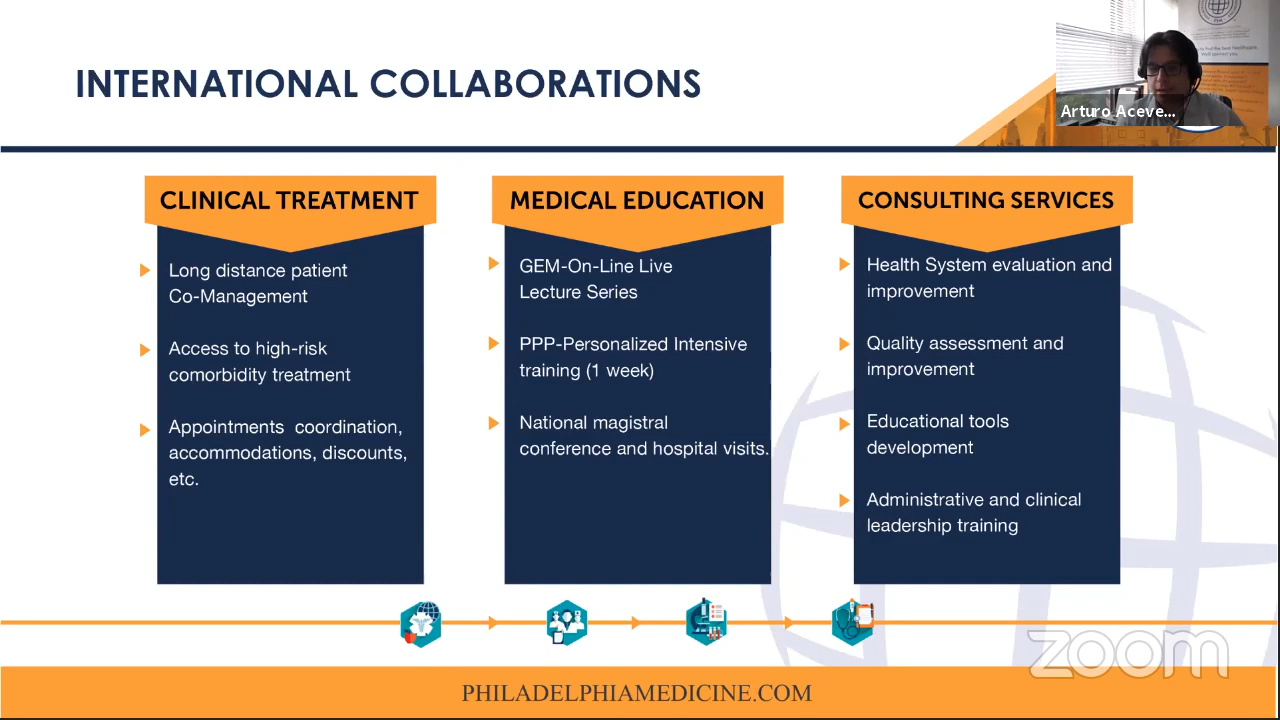 INTERNATIONAL COLLABORATIONS
Arturo Aceve...
CLINICAL TREATMENT
Long distance patient
Co-Management
Access to high-risk
comorbidity treatment
Appointments coordination,
accommodations, discounts,
etc.
MEDICAL EDUCATION
GEM-On-Line Live
Lecture Series
PPP-Personalized Intensive
training (1 week)
National magistral
conference and hospital visits.
CONSULTING SERVICES
Health System evaluation and
improvement
Quality assessment and
improvement
Educational tools
development
Administrative and clinical
leadership training
zoom
PHILADELPHIAMEDICINE.COM